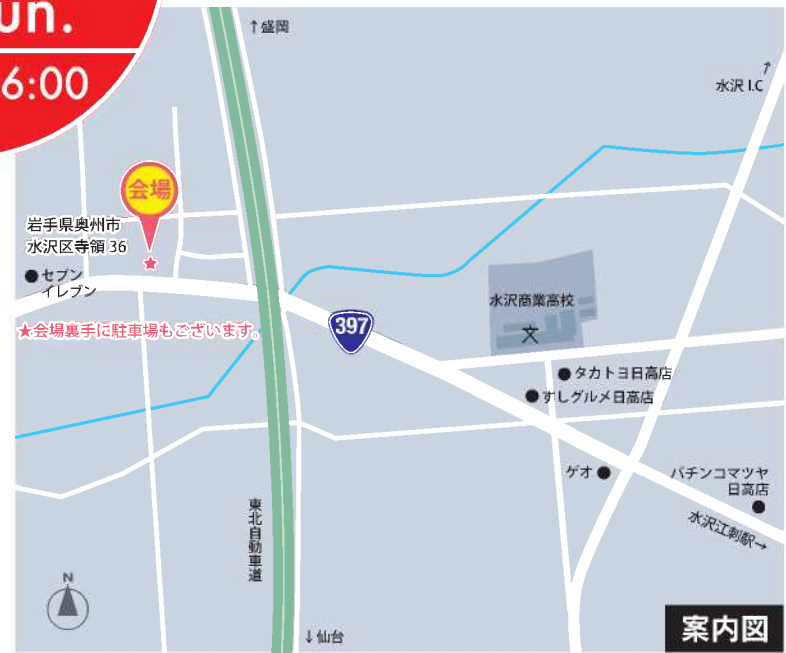 un.
6:00
↑盛岡
↑
水沢I.C
会場
岩手県奥州市
水沢区寺領36
●セブン
イレブン
★会場裏手に駐車場もございます。
397
水沢商業高校
文
●タカトヨ日高店
●すしグルメ日高店
ゲオ●
パチンコマツヤ
日高店
水沢江刺駅→
東北自動車道
N
↓仙台
案内図